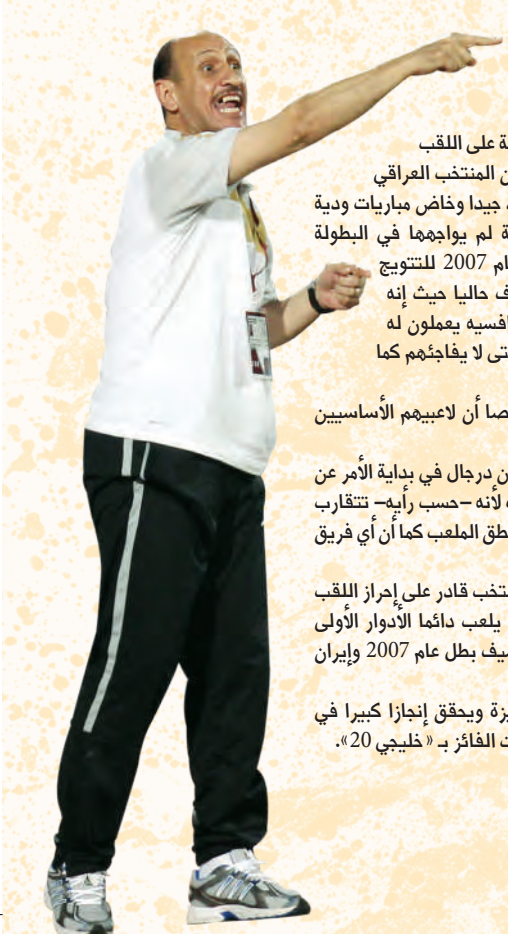 ة على اللقب
ن المنتخب العراقي
جيدا وخاض مباريات ودية
ة لم يواجهها في البطولة
ام 2007 للتتويج
ف حاليا حيث إنه
افسيه يعملون له
تى لا يفاجئهم كما
صا أن لاعبيهم الأساسيين
ن درجال في بداية الأمر عن
لأنه –حسب رأيه– تتقارب
طق الملعب كما أن أي فريق
نتخب قادر على إحراز اللقب
يلعب دائما الأدوار الأولى
سيف بطل عام 2007 وإيران
يزة ويحقق إنجازا كبيرا في
ت الفائز بـ «خليجي 20».